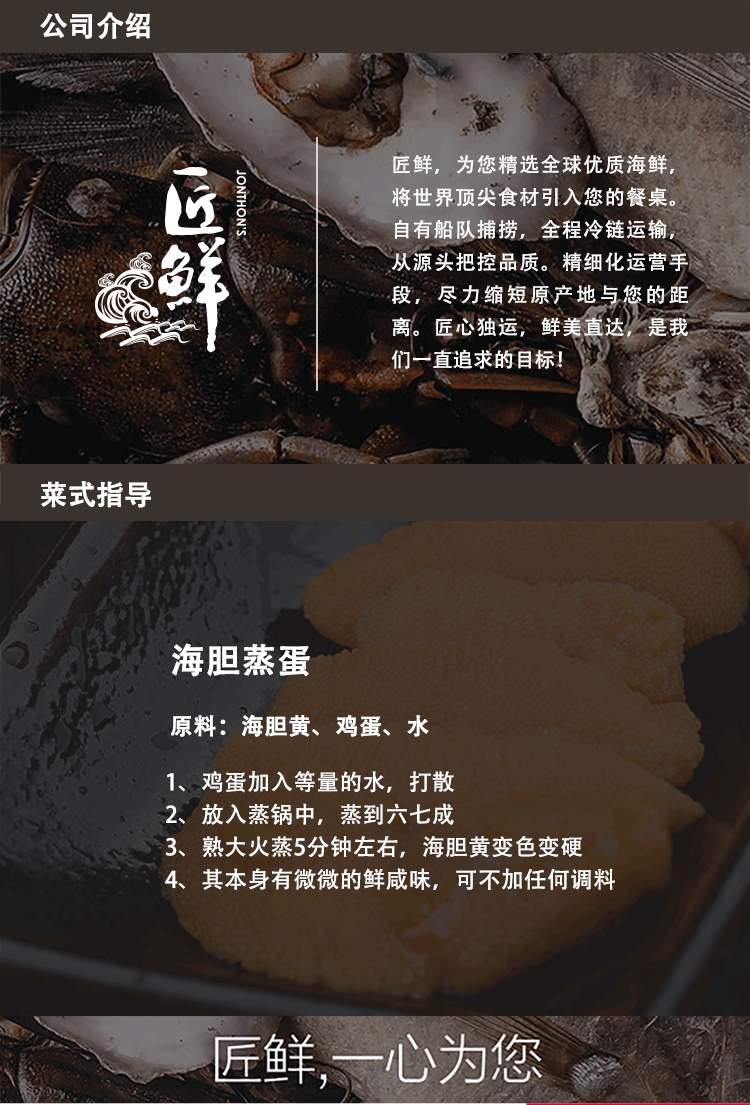 公司介绍
匠鲜
JONTHON'S
匠鲜，为您精选全球优质海鲜，
将世界顶尖食材引入您的餐桌。
自有船队捕捞，全程冷链运输，
从源头把控品质。精细化运营手
段，尽力缩短原产地与您的距
离。匠心独运，鲜美直达，是我
们一直追求的目标！
菜式指导
海胆蒸蛋
原料：海胆黄、鸡蛋、水
1、鸡蛋加入等量的水，打散
2、放入蒸锅中，蒸到六七成
3、熟大火蒸5分钟左右，海胆黄变色变硬
4、其本身有微微的鲜咸味，可不加任何调料
匠鲜,一心为您